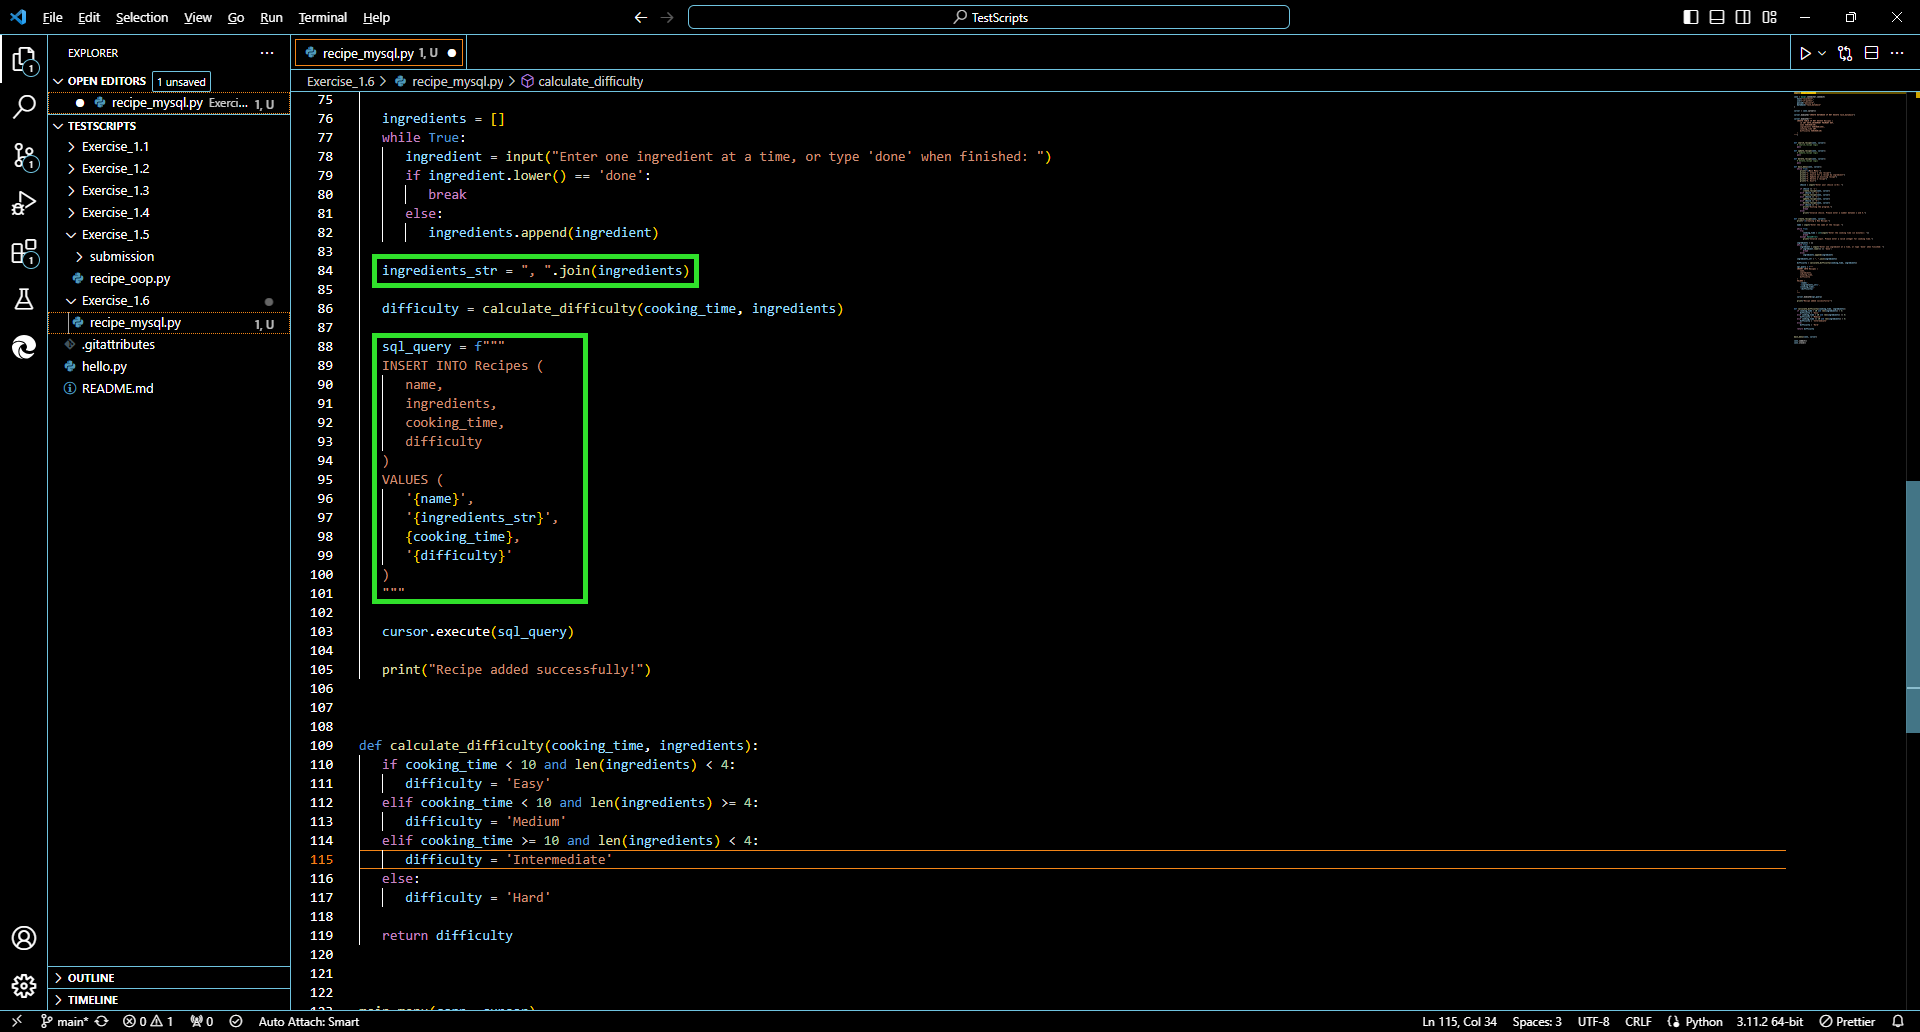 File Edit Selection View Go Run Terminal Help
TestScripts
EXPLORER
recipe_mysql.py 1, U
OPEN EDITORS 1 unsaved
Exercise_1.6 > recipe_mysql.py > calculate_difficulty
recipe_mysql.py Exerci... 1, U
TESTSCRIPTS
Exercise_1.1
Exercise_1.2
Exercise_1.3
Exercise_1.4
Exercise_1.5
submission
recipe_oop.py
Exercise_1.6
recipe_mysql.py 1, U
.gitattributes
hello.py
README.md
OUTLINE
TIMELINE
75
76 ingredients = []
77 while True:
78 ingredient = input("Enter one ingredient at a time, or type 'done' when finished: ")
79 if ingredient.lower() == 'done':
80 break
81 else:
82 ingredients.append(ingredient)
83
84 ingredients_str = ", ".join(ingredients)
85
86 difficulty = calculate_difficulty(cooking_time, ingredients)
87
88 sql_query = f"""
89 INSERT INTO Recipes (
90 name,
91 ingredients,
92 cooking_time,
93 difficulty
94 )
95 VALUES (
96 '{name}',
97 '{ingredients_str}',
98 {cooking_time},
99 '{difficulty}'
100 )
101 """
102
103 cursor.execute(sql_query)
104
105 print("Recipe added successfully!")
106
107
108
109 def calculate_difficulty(cooking_time, ingredients):
110 if cooking_time < 10 and len(ingredients) < 4:
111 difficulty = 'Easy'
112 elif cooking_time < 10 and len(ingredients) >= 4:
113 difficulty = 'Medium'
114 elif cooking_time >= 10 and len(ingredients) < 4:
115 difficulty = 'Intermediate'
116 else:
117 difficulty = 'Hard'
118
119 return difficulty
120
121
122
main* 0 1 0 Auto Attach: Smart Ln 115, Col 34 Spaces: 3 UTF-8 CRLF Python 3.11.2 64-bit Prettier